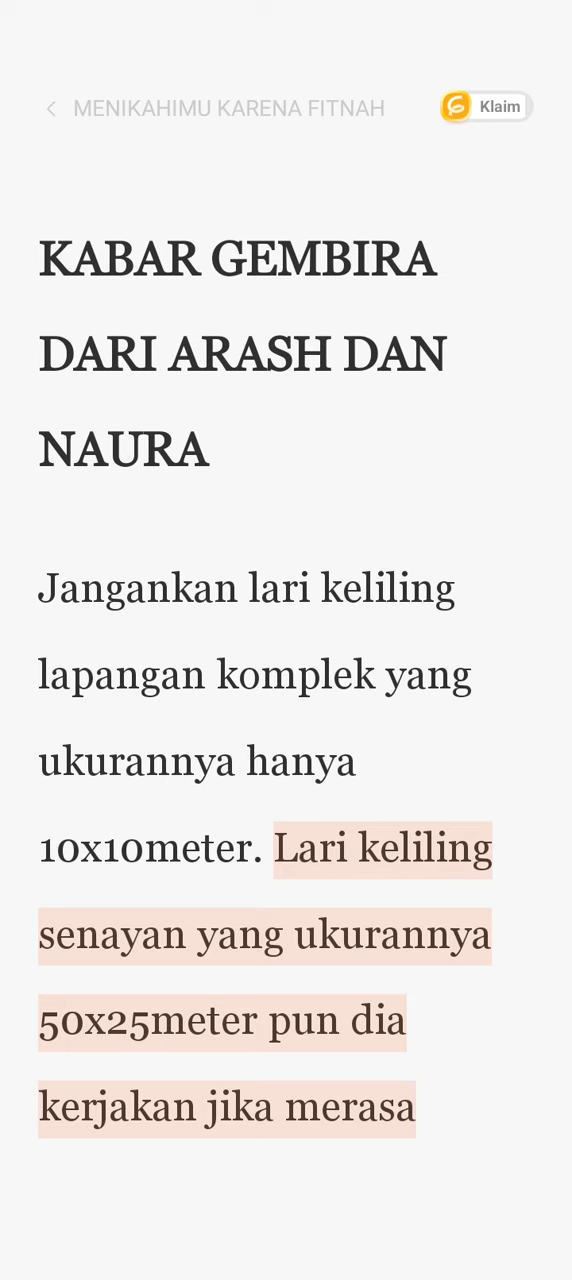 MENIKAHIMU KARENA FITNAH
Klaim
KABAR GEMBIRA
DARI ARASH DAN
NAURA
Jangankan lari keliling
lapangan komplek yang
ukurannya hanya
10x10meter. Lari keliling
senayan yang ukurannya
50x25meter pun dia
kerjakan jika merasa